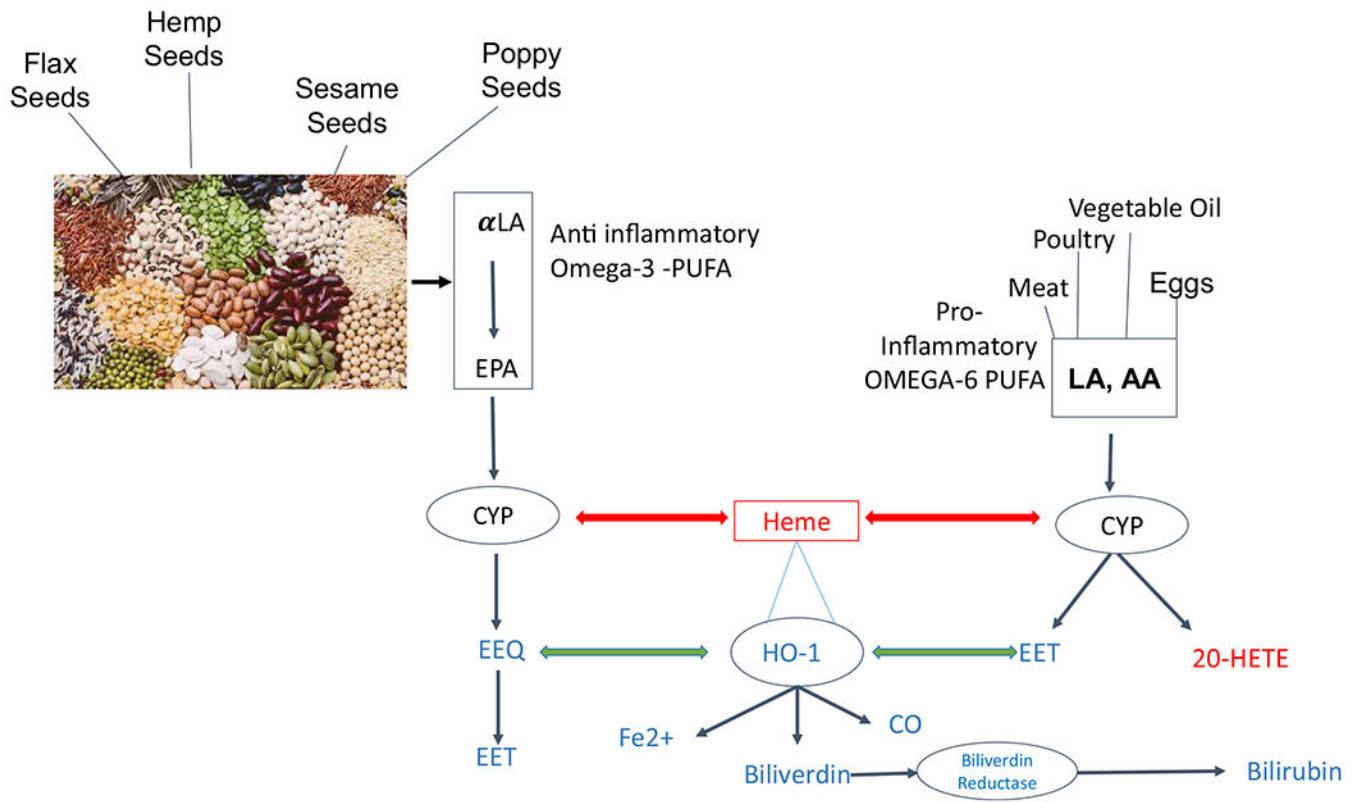 Flax
Seeds
Hemp
Seeds
Sesame
Seeds
Poppy
Seeds
αLA
EPA
Anti inflammatory
Omega-3 -PUFA
Vegetable Oil
Poultry
Meat
Eggs
Pro-
Inflammatory
OMEGA-6 PUFA
LA, AA
CYP
Heme
CYP
EEQ
HO-1
EET
20-HETE
EET
Fe2+
CO
Biliverdin
Biliverdin
Reductase
Bilirubin